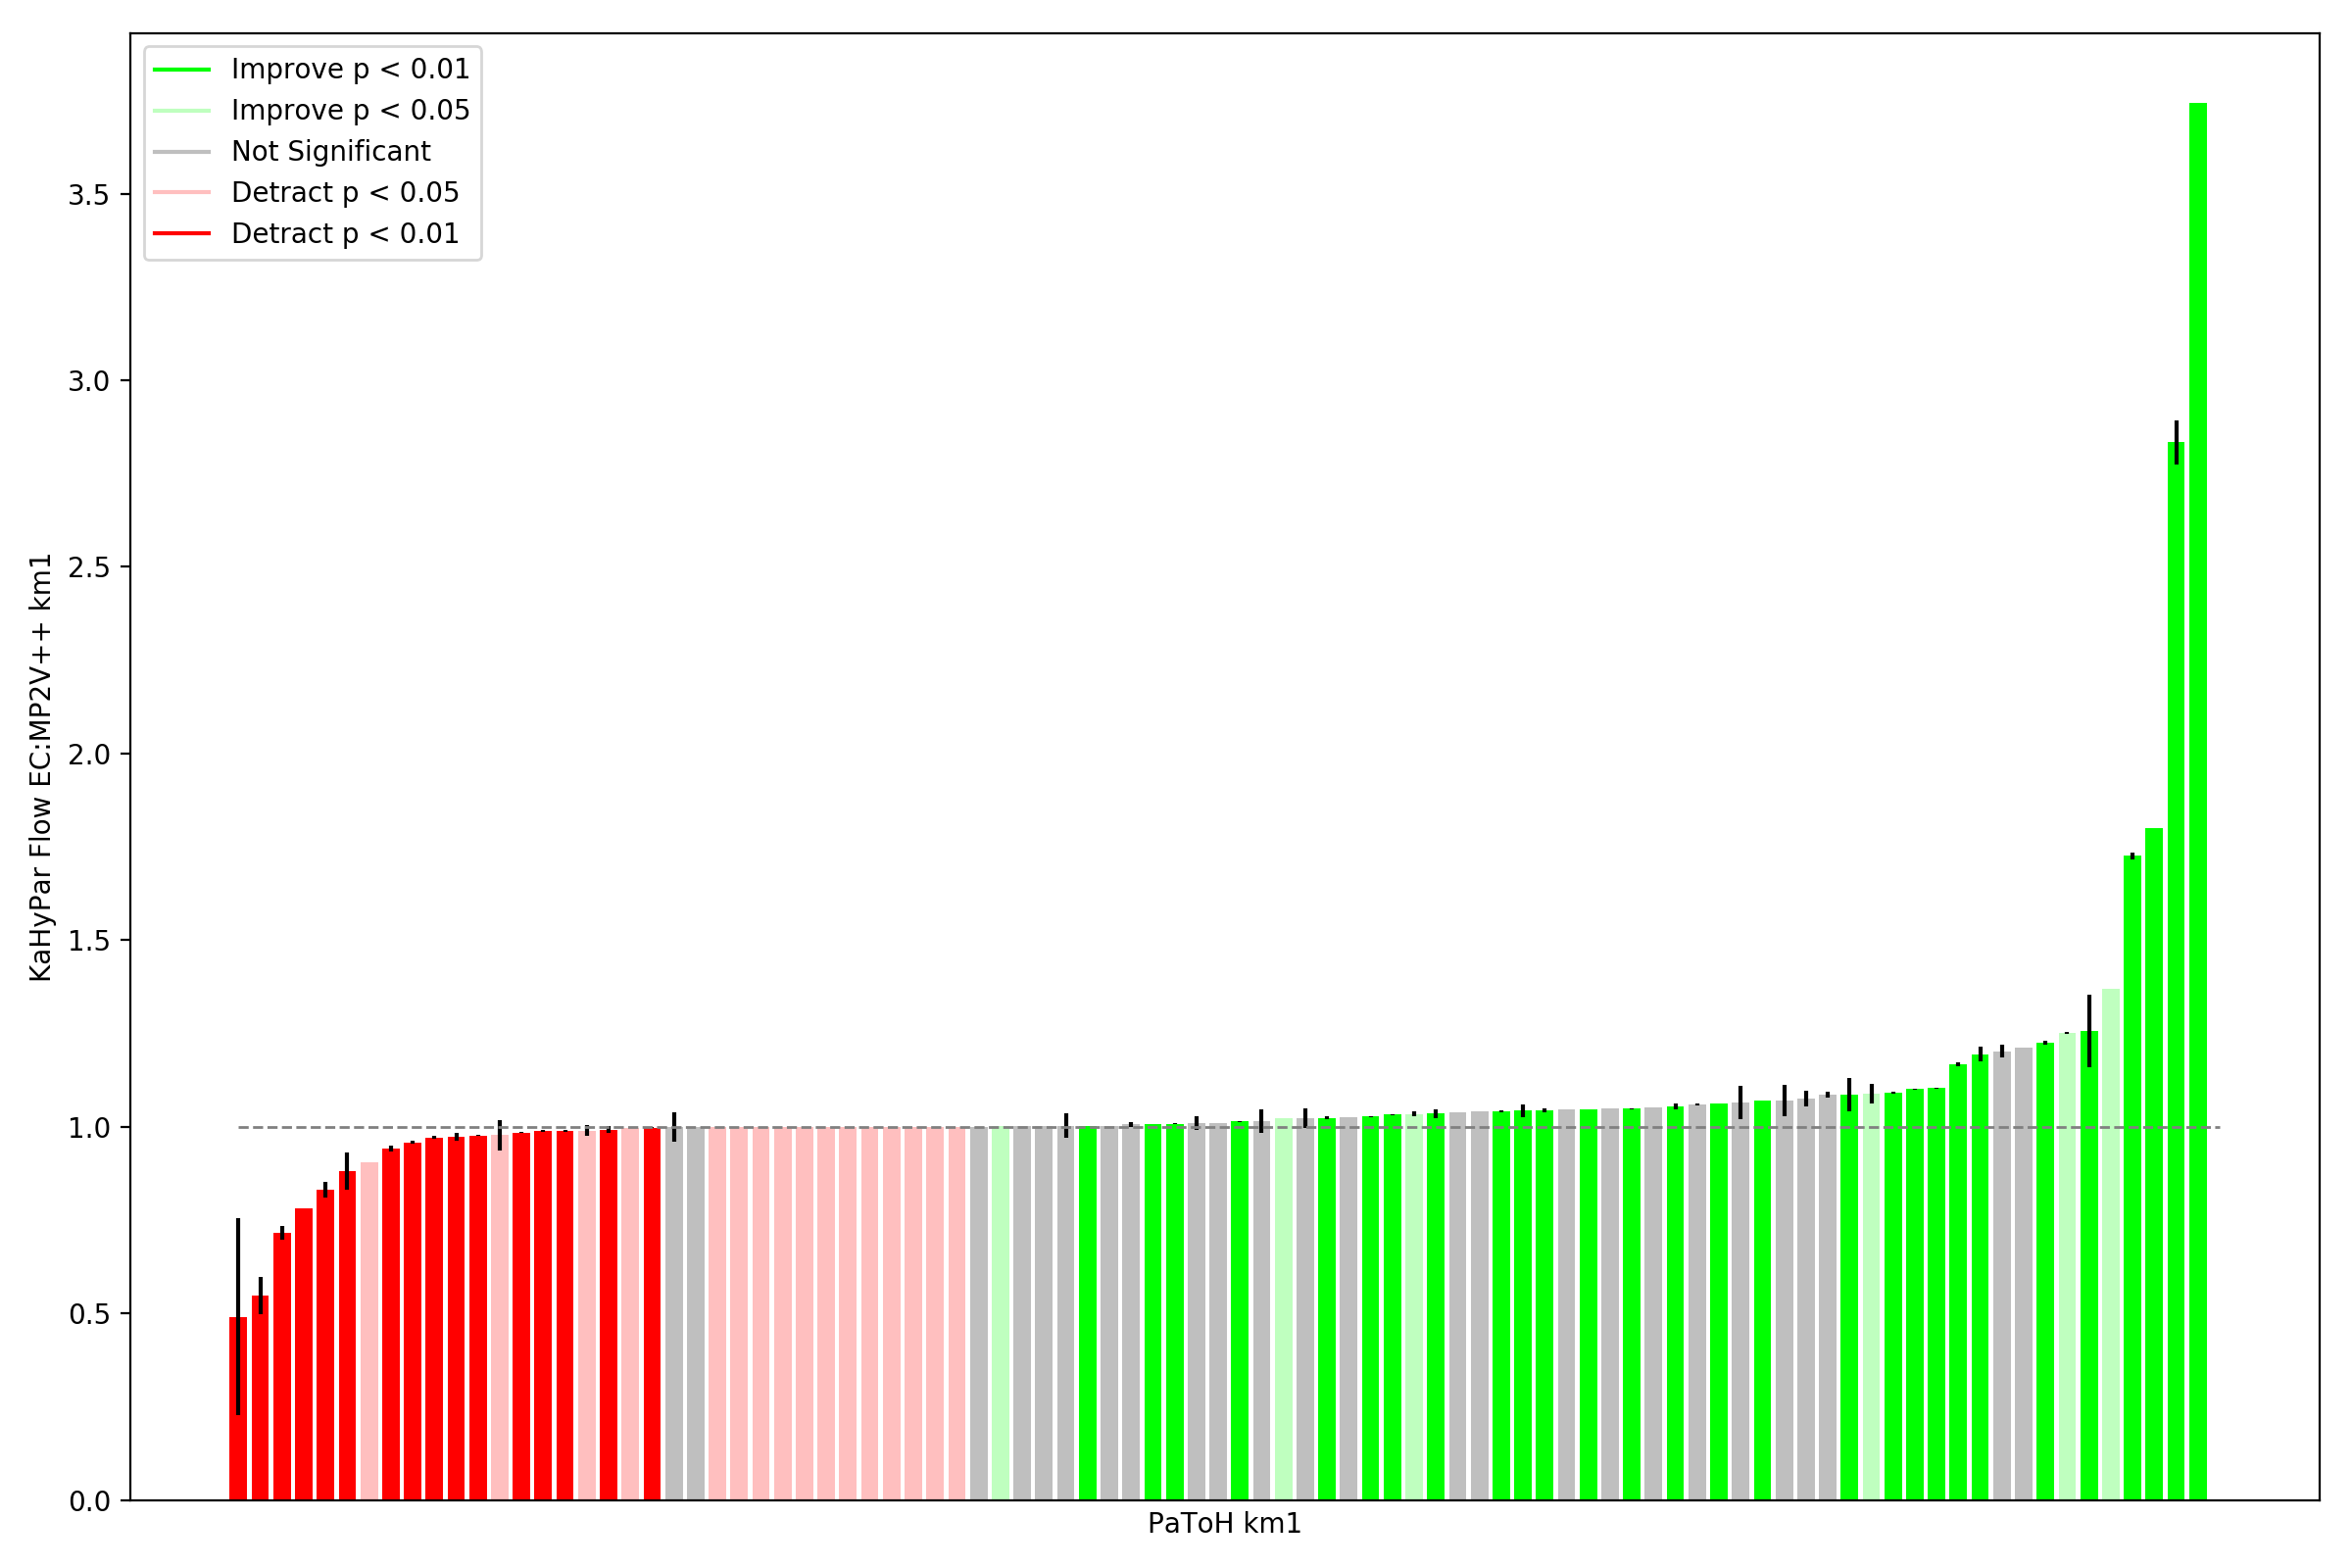 Improve p < 0.01
Improve p < 0.05
Not Significant
Detract p < 0.05
Detract p < 0.01
3.5
3.0
2.5
2.0
1.5
1.0
0.5
0.0
KaHyPar Flow EC:MP2V++ km1
PaToH km1